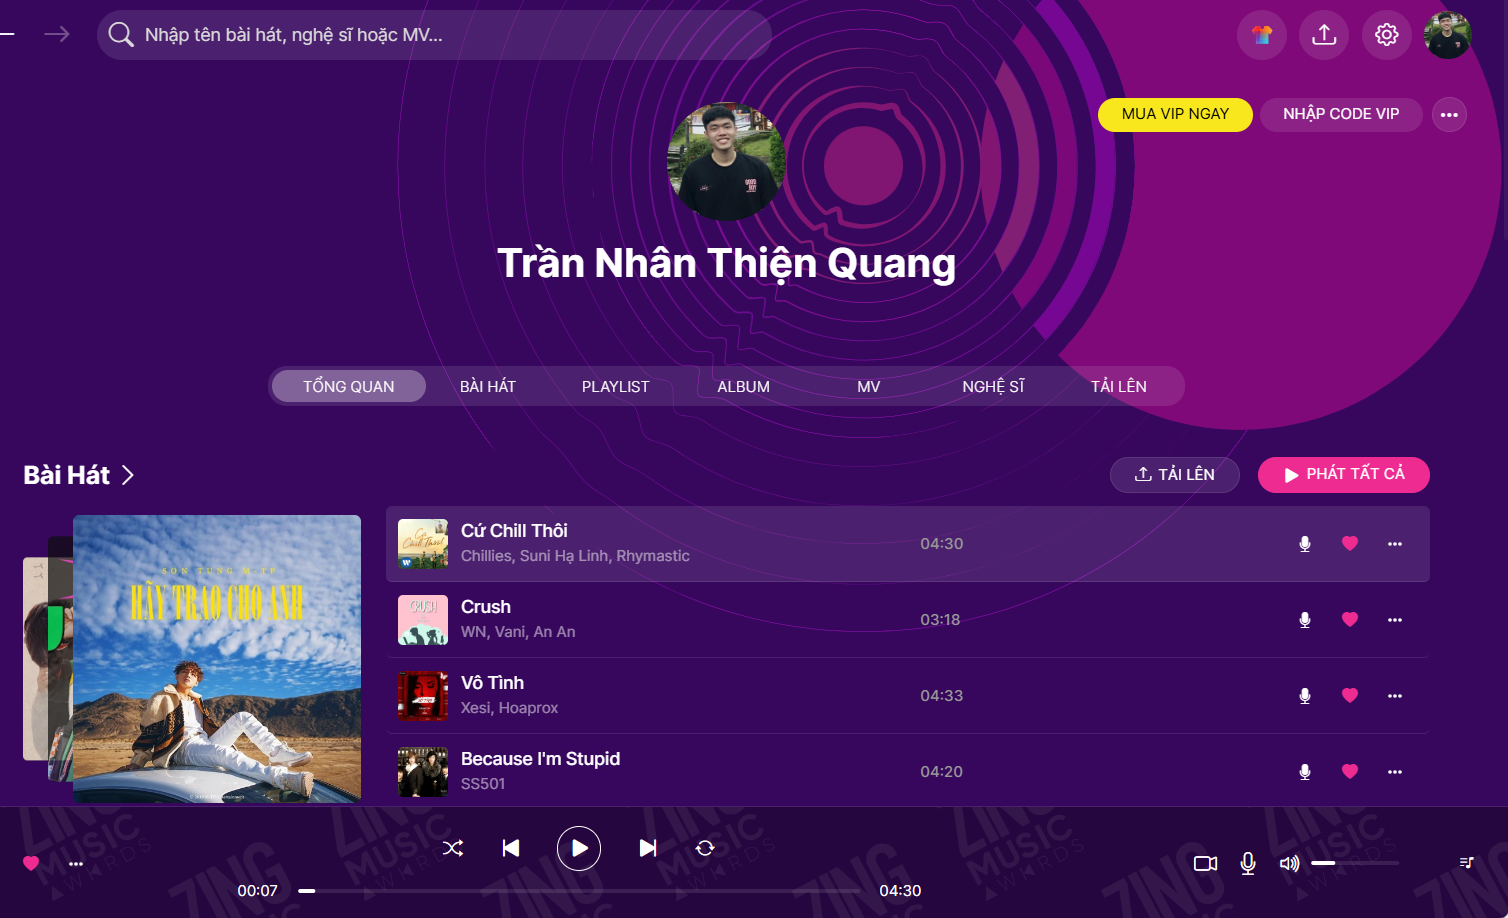 Nhập tên bài hát, nghệ sĩ hoặc MV...
MUA VIP NGAY
NHẬP CODE VIP
Trần Nhân Thiện Quang
TỔNG QUAN
BÀI HÁT
PLAYLIST
ALBUM
MV
NGHỆ SĨ
TẢI LÊN
Bài Hát
TẢI LÊN
PHÁT TẤT CẢ
SON TUNG M-TP
HÃY TRAO CHO ANH
Cứ Chill Thôi
Chillies, Suni Hạ Linh, Rhymastic
04:30
CRUSH
Crush
WN, Vani, An An
03:18
Vô Tình
Xesi, Hoaprox
04:33
Because I'm Stupid
SS501
04:20
ZING MUSIC AWARDS
00:07
04:30